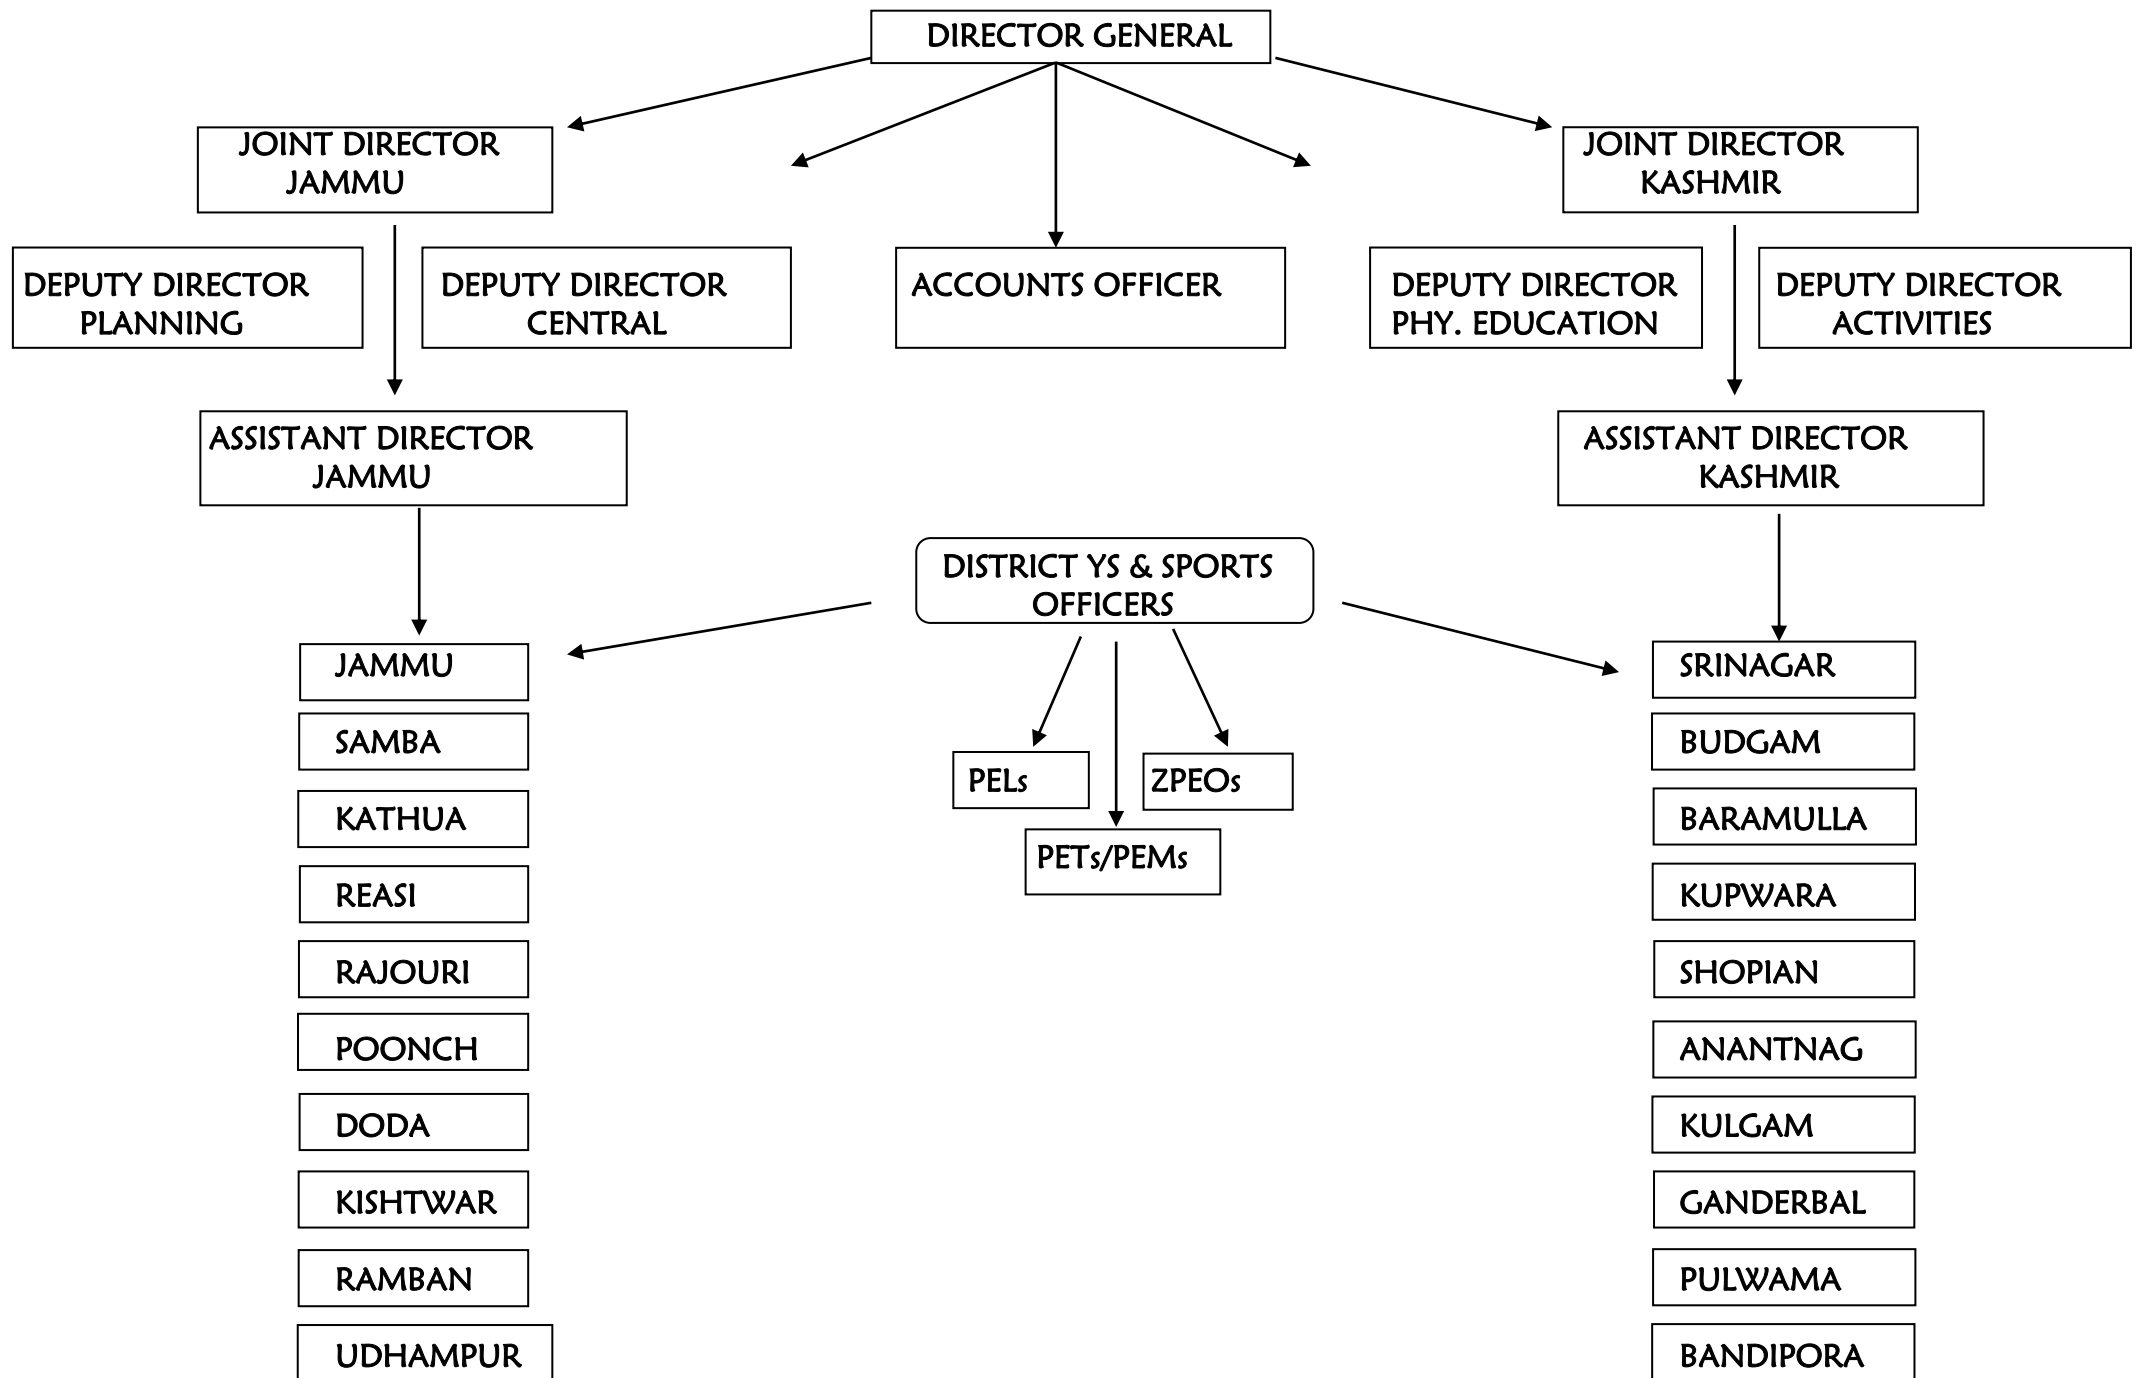 DIRECTOR GENERAL
JOINT DIRECTOR
JAMMU
JOINT DIRECTOR
KASHMIR
DEPUTY DIRECTOR
PLANNING
DEPUTY DIRECTOR
CENTRAL
ACCOUNTS OFFICER
DEPUTY DIRECTOR
PHY. EDUCATION
DEPUTY DIRECTOR
ACTIVITIES
ASSISTANT DIRECTOR
JAMMU
ASSISTANT DIRECTOR
KASHMIR
DISTRICT YS & SPORTS
OFFICERS
PELs
ZPEOs
PETs/PEMs
JAMMU
SAMBA
KATHUA
REASI
RAJOURI
POONCH
DODA
KISHTWAR
RAMBAN
UDHAMPUR
SRINAGAR
BUDGAM
BARAMULLA
KUPWARA
SHOPIAN
ANANTNAG
KULGAM
GANDERBAL
PULWAMA
BANDIPORA